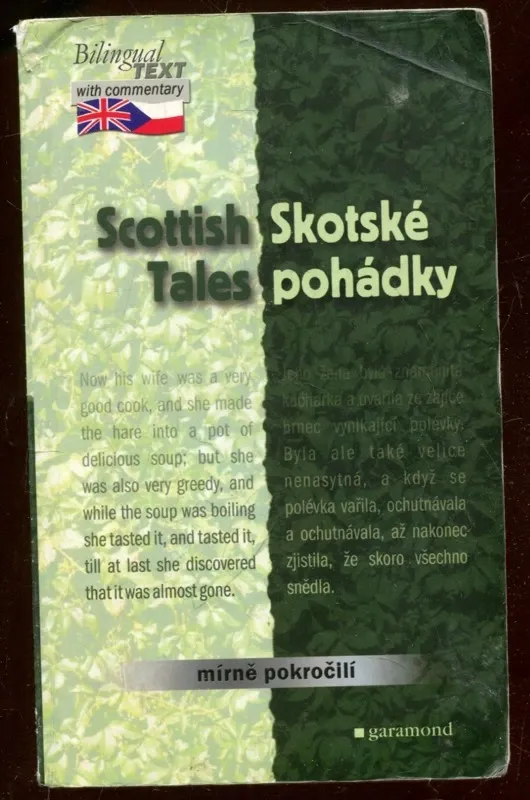 Bilingual
TEXT
with commentary
Scottish
Tales
Skotské
pohádky
Now his wife was a very
good cook, and she made
the hare into a pot of
delicious soup; but she
was also very greedy, and
while the soup was boiling
she tasted it, and tasted it,
till at last she discovered
that it was almost gone.
Jeho žena byla znamenitá
kuchařka a uvařila ze zajíce
hrnec vynikající polévky.
Byla ale také velice
nenasytná, a když se
polévka vařila, ochutnávala
a ochutnávala, až nakonec-
zjistila, že skoro všechno
snědla.
mírně pokročilí
garamond